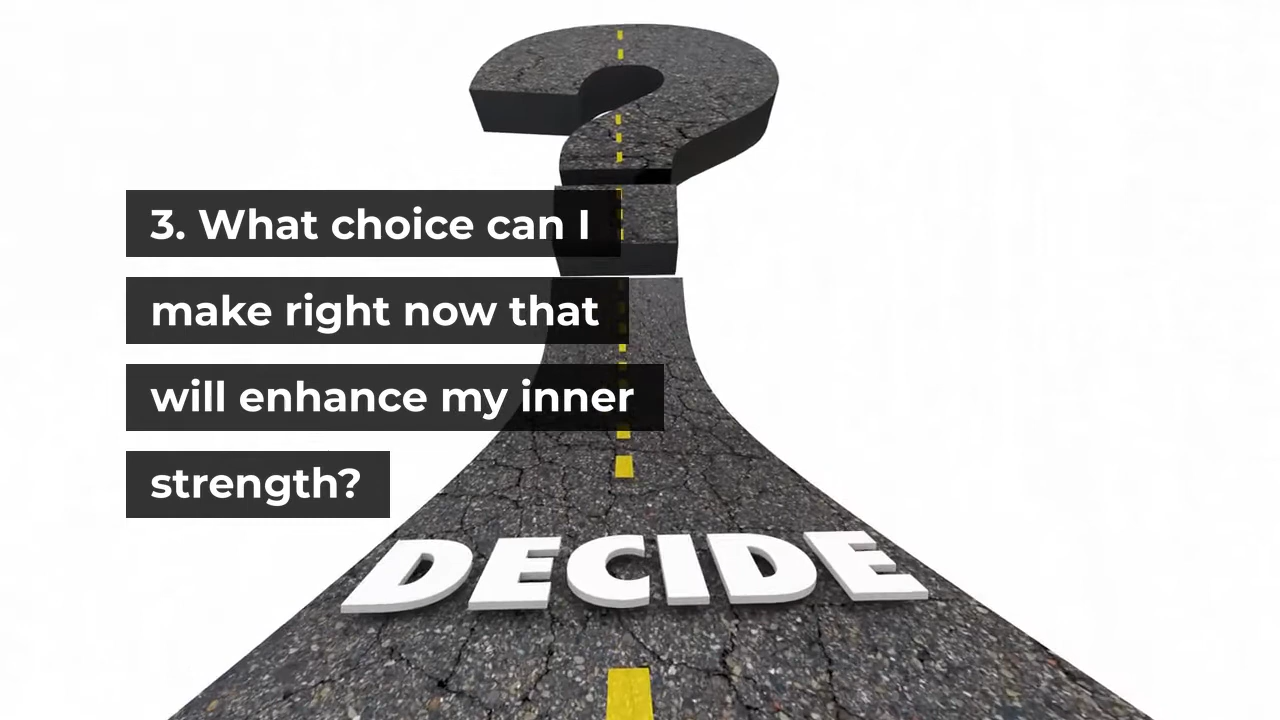 3. What choice can I
make right now that
will enhance my inner
strength?
DECIDE